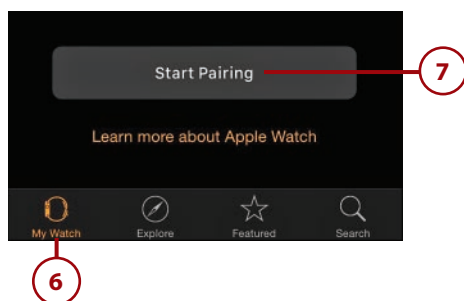 Start Pairing
7
Learn more about Apple Watch
My Watch
Explore
Featured
Search
6